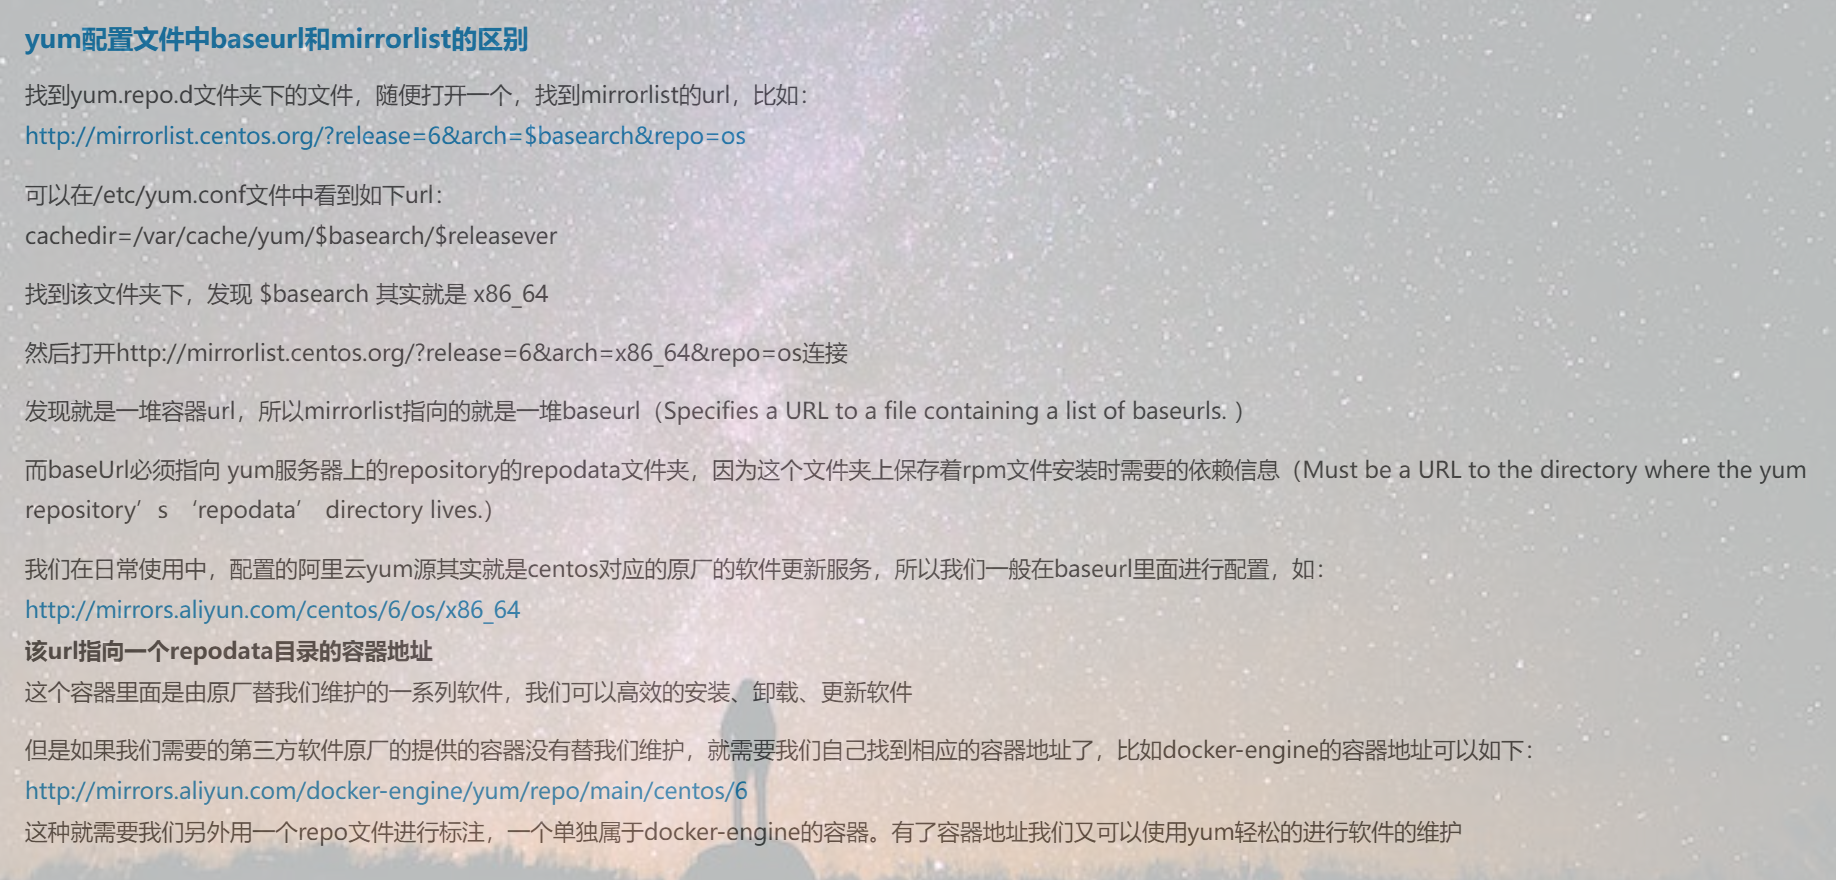 yum配置文件中baseurl和mirrorlist的区别
找到yum.repo.d文件夹下的文件，随便打开一个，找到mirrorlist的url，比如：
http://mirrorlist.centos.org/?release=6&arch=$basearch&repo=os
可以在/etc/yum.conf文件中看到如下url：
cachedir=/var/cache/yum/$basearch/$releasever
找到该文件夹下，发现 $basearch 其实就是 x86_64
然后打开http://mirrorlist.centos.org/?release=6&arch=x86_64&repo=os连接
发现就是一堆容器url，所以mirrorlist指向的就是一堆baseurl（Specifies a URL to a file containing a list of baseurls. ）
而baseUrl必须指向 yum服务器上的repository的repodata文件夹，因为这个文件夹上保存着rpm文件安装时需要的依赖信息（Must be a URL to the directory where the yum
repository’s ‘repodata’ directory lives.）
我们在日常使用中，配置的阿里云yum源其实就是centos对应的原厂的软件更新服务，所以我们一般在baseurl里面进行配置，如：
http://mirrors.aliyun.com/centos/6/os/x86_64
该url指向一个repodata目录的容器地址
这个容器里面是由原厂替我们维护的一系列软件，我们可以高效的安装、卸载、更新软件
但是如果我们需要的第三方软件原厂的提供的容器没有替我们维护，就需要我们自己找到相应的容器地址了，比如docker-engine的容器地址可以如下：
http://mirrors.aliyun.com/docker-engine/yum/repo/main/centos/6
这种就需要我们另外用一个repo文件进行标注，一个单独属于docker-engine的容器。有了容器地址我们又可以使用yum轻松的进行软件的维护